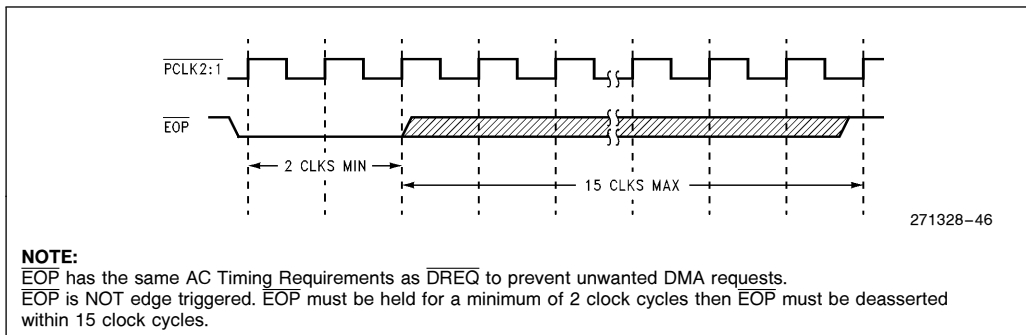 PCLK2:1
EOP
2 CLKS MIN
15 CLKS MAX
271328–46
NOTE:
EOP has the same AC Timing Requirements as DREQ to prevent unwanted DMA requests.
EOP is NOT edge triggered. EOP must be held for a minimum of 2 clock cycles then EOP must be deasserted
within 15 clock cycles.